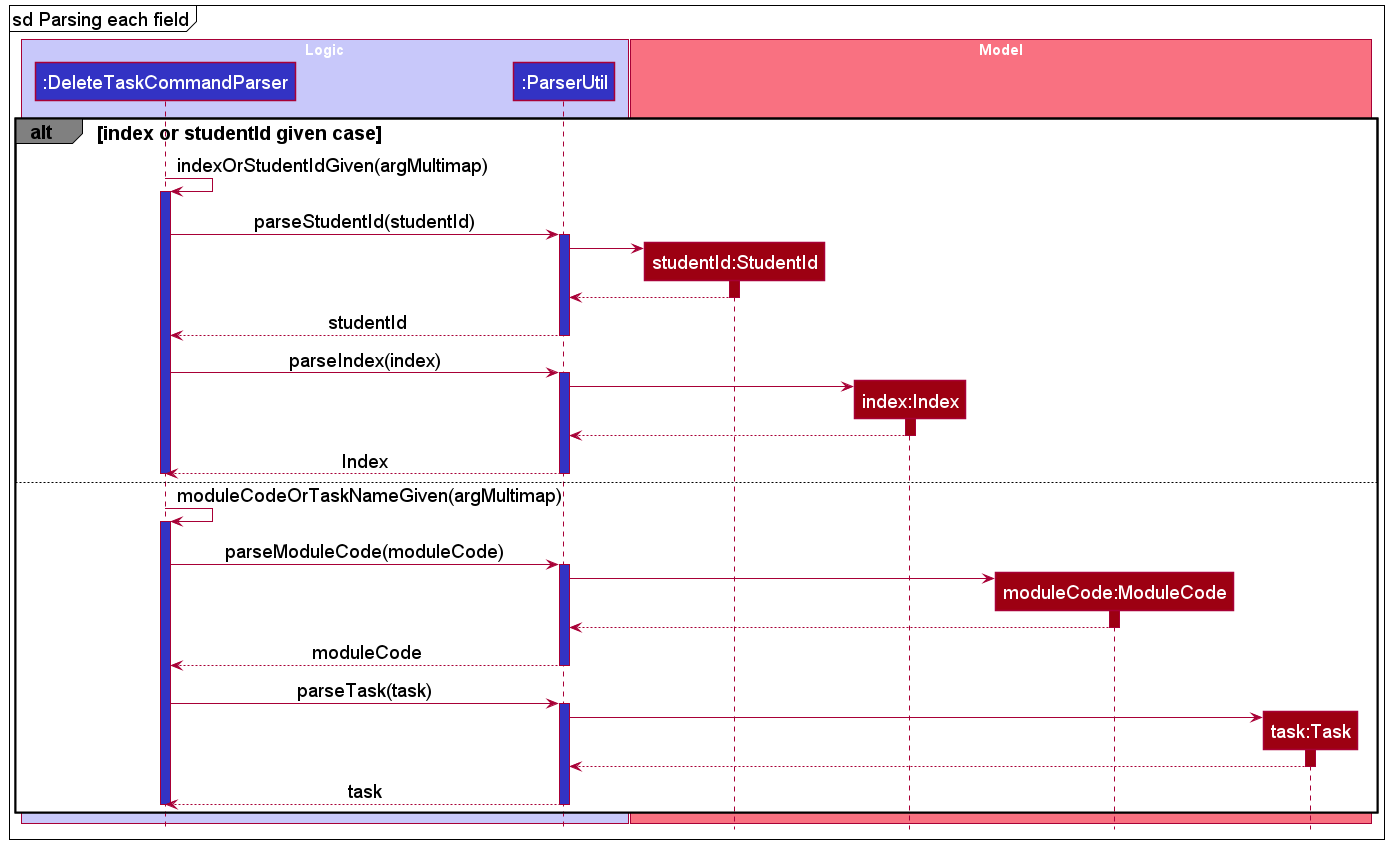 sd Parsing each field
Logic
Model
:DeleteTaskCommandParser
:ParserUtil
alt
[index or studentId given case]
indexOrStudentIdGiven(argMultimap)
parseStudentId(studentId)
studentId:StudentId
studentId
parseIndex(index)
index:Index
Index
moduleCodeOrTaskNameGiven(argMultimap)
parseModuleCode(moduleCode)
moduleCode:ModuleCode
moduleCode
parseTask(task)
task:Task
task